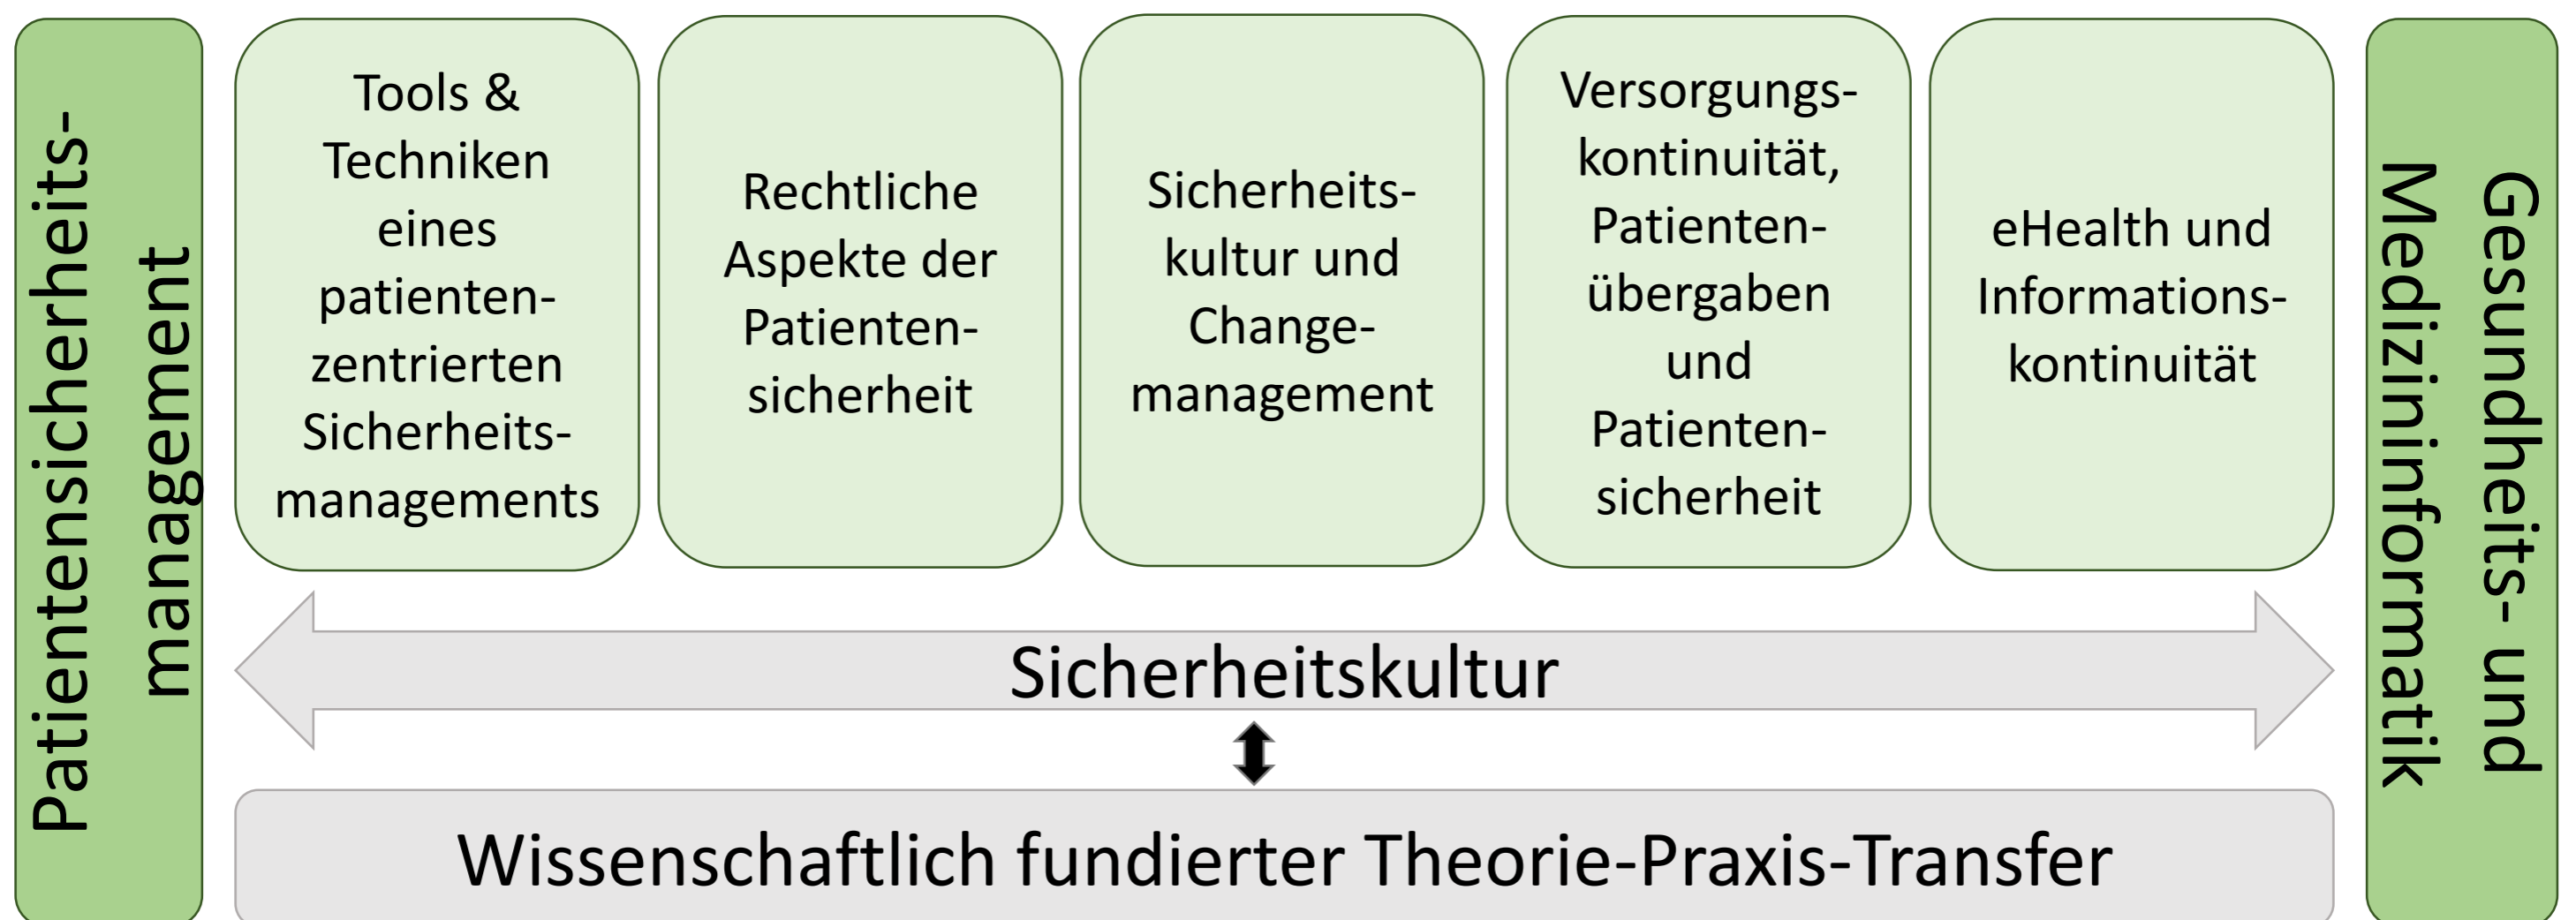 Patientensicherheits-
management
Tools &
Techniken
eines
patienten-
zentrierten
Sicherheits-
managements
Rechtliche
Aspekte der
Patienten-
sicherheit
Sicherheits-
kultur und
Change-
management
Versorgungs-
kontinuität,
Patienten-
übergaben
und
Patienten-
sicherheit
eHealth und
Informations-
kontinuität
Gesundheits- und
Medizininformatik
Sicherheitskultur
Wissenschaftlich fundierter Theorie-Praxis-Transfer